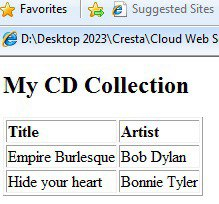 Favorites Suggested Sites
D:\Desktop 2023\Cresta\Cloud Web S
My CD Collection
Title Artist
Empire Burlesque Bob Dylan
Hide your heart Bonnie Tyler